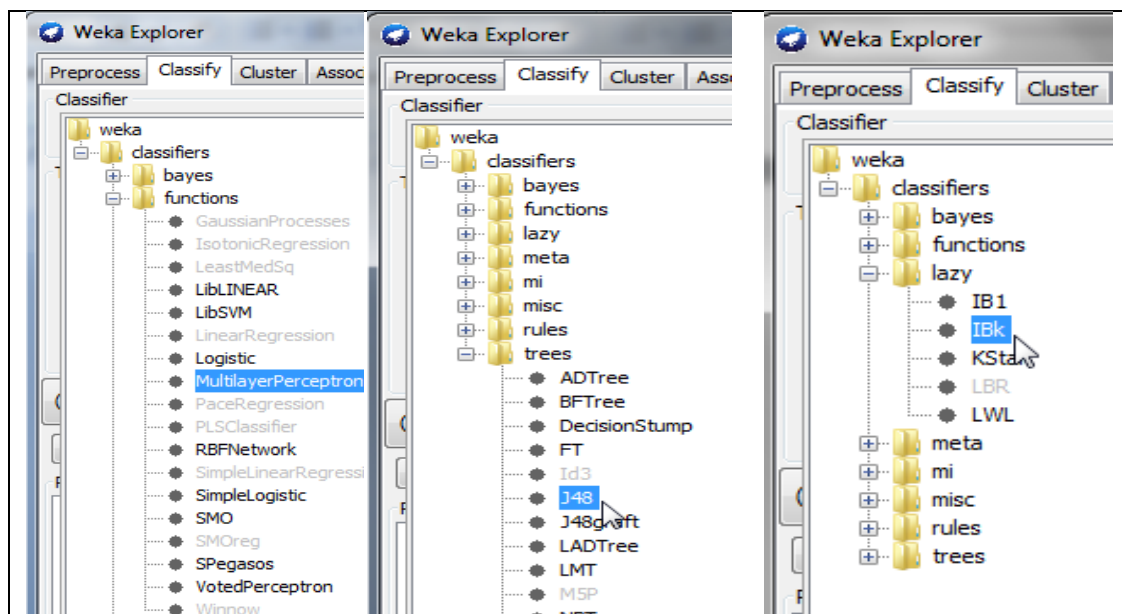 Weka Explorer
Preprocess Classify Cluster Assoc
Classifier
weka
classifiers
bayes
functions
GaussianProcesses
IsotonicRegression
LeastMedSq
LibLINEAR
LibSVM
LinearRegression
Logistic
MultilayerPerceptron
PaceRegression
PLSClassifier
RBFNetwork
SimpleLinearRegressi
SimpleLogistic
SMO
SMOreg
SPegasos
VotedPerceptron
Winnow
Weka Explorer
Preprocess Classify Cluster Asso
Classifier
weka
classifiers
bayes
functions
lazy
meta
mi
misc
rules
trees
ADTree
BFTree
DecisionStump
FT
Id3
J48
J48graft
LADTree
LMT
M5P
Weka Explorer
Preprocess Classify Cluster
Classifier
weka
classifiers
bayes
functions
lazy
IB1
IBk
KSta
LBR
LWL
meta
mi
misc
rules
trees